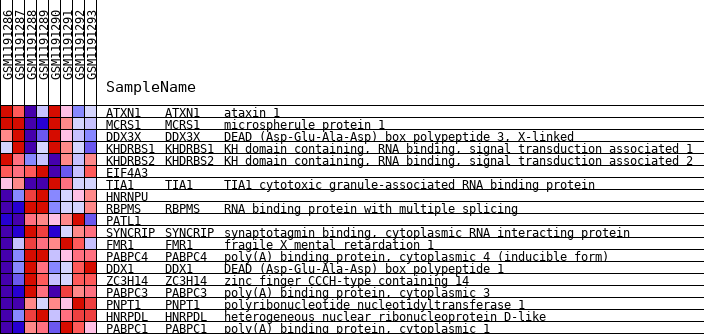 GSM1191286
GSM1191287
GSM1191288
GSM1191289
GSM1191290
GSM1191291
GSM1191292
GSM1191293
SampleName
ATXN1 ATXN1 ataxin 1
MCRS1 MCRS1 microspherule protein 1
DDX3X DDX3X DEAD (Asp-Glu-Ala-Asp) box polypeptide 3, X-linked
KHDRBS1 KHDRBS1 KH domain containing, RNA binding, signal transduction associated 1
KHDRBS2 KHDRBS2 KH domain containing, RNA binding, signal transduction associated 2
EIF4A3
TIA1 TIA1 TIA1 cytotoxic granule-associated RNA binding protein
HNRNPU
RBPMS RBPMS RNA binding protein with multiple splicing
PATL1
SYNCRIP SYNCRIP synaptotagmin binding, cytoplasmic RNA interacting protein
FMR1 FMR1 fragile X mental retardation 1
PABPC4 PABPC4 poly(A) binding protein, cytoplasmic 4 (inducible form)
DDX1 DDX1 DEAD (Asp-Glu-Ala-Asp) box polypeptide 1
ZC3H14 ZC3H14 zinc finger CCCH-type containing 14
PABPC3 PABPC3 poly(A) binding protein, cytoplasmic 3
PNPT1 PNPT1 polyribonucleotide nucleotidyltransferase 1
HNRPDL HNRPDL heterogeneous nuclear ribonucleoprotein D-like
PABPC1 PABPC1 poly(A) binding protein, cytoplasmic 1